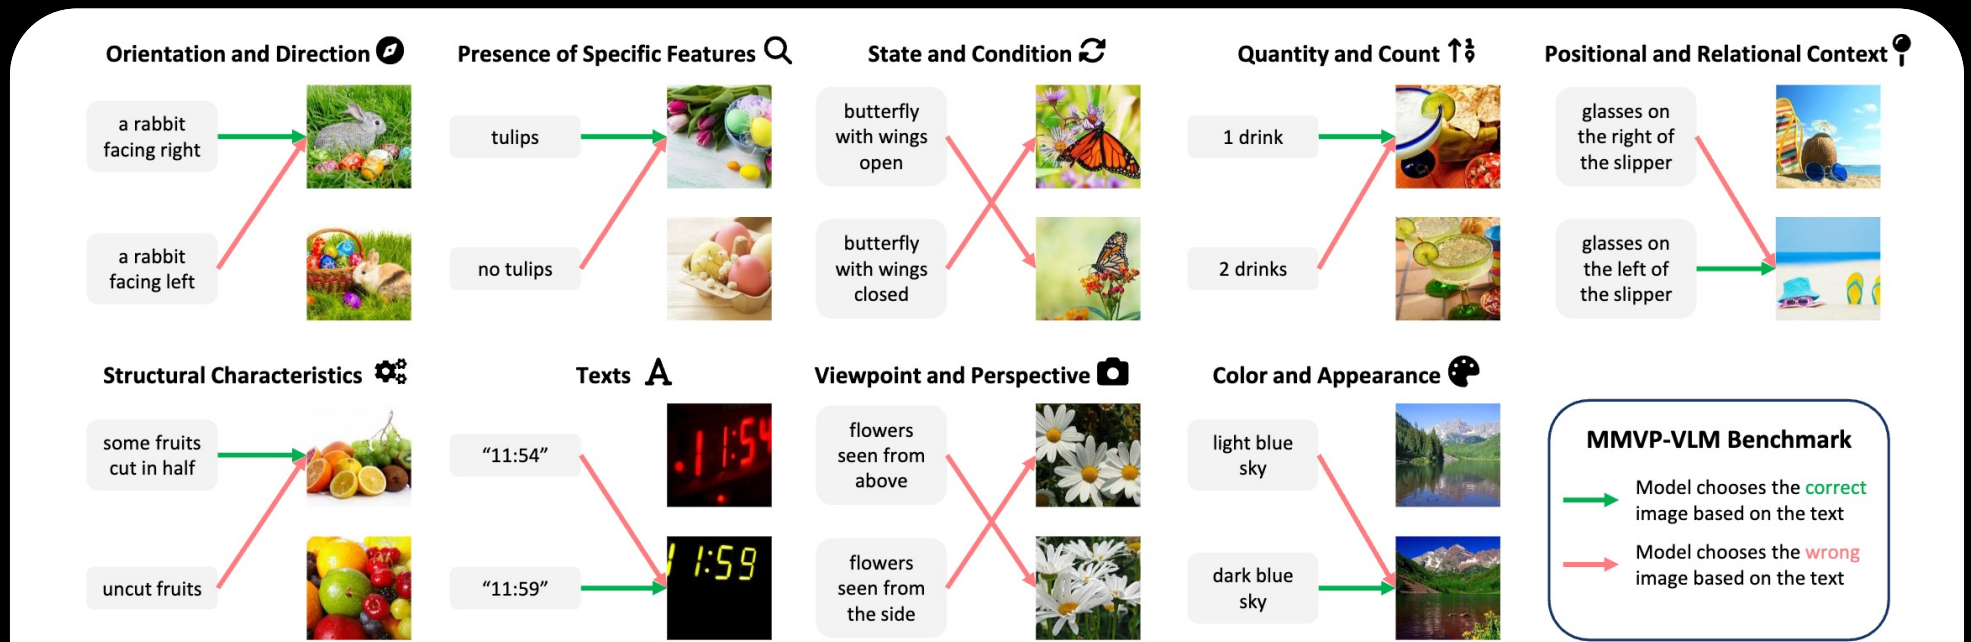 Orientation and Direction
Presence of Specific Features
State and Condition
Quantity and Count
Positional and Relational Context
a rabbit
facing right
a rabbit
facing left
tulips
no tulips
butterfly
with wings
open
butterfly
with wings
closed
1 drink
2 drinks
glasses on
the right of
the slipper
glasses on
the left of
the slipper
Structural Characteristics
Texts
Viewpoint and Perspective
Color and Appearance
some fruits
cut in half
uncut fruits
“11:54”
“11:59”
11:54
11:59
flowers
seen from
above
flowers
seen from
the side
light blue
sky
dark blue
sky
MMVP-VLM Benchmark
Model chooses the correct
image based on the text
Model chooses the wrong
image based on the text